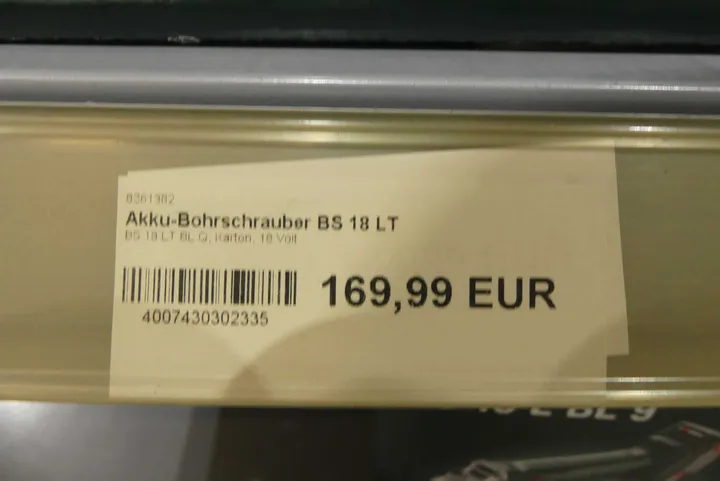 8361382
Akku-Bohrschrauber BS 18 LT
BS 18 LT BL Q, Karton, 18 Volt
169,99 EUR
4007430302335